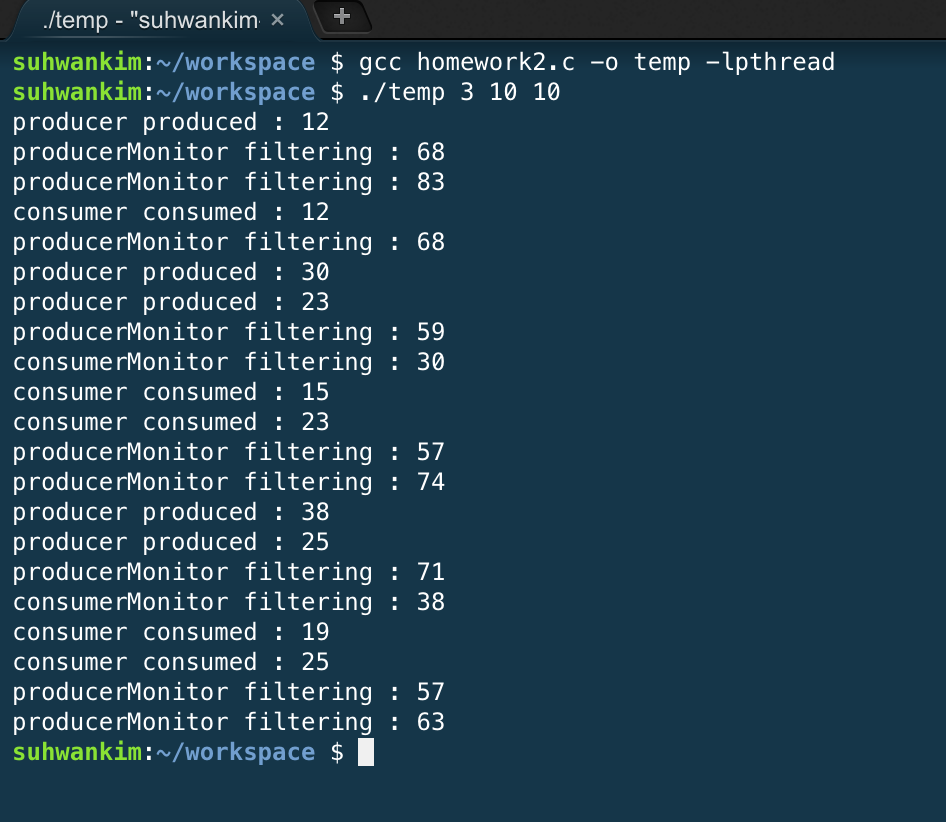 ./temp - "suhwankim- ✕ +
suhwankim:~/workspace $ gcc homework2.c -o temp -lpthread
suhwankim:~/workspace $ ./temp 3 10 10
producer produced : 12
producerMonitor filtering : 68
producerMonitor filtering : 83
consumer consumed : 12
producerMonitor filtering : 68
producer produced : 30
producer produced : 23
producerMonitor filtering : 59
consumerMonitor filtering : 30
consumer consumed : 15
consumer consumed : 23
producerMonitor filtering : 57
producerMonitor filtering : 74
producer produced : 38
producer produced : 25
producerMonitor filtering : 71
consumerMonitor filtering : 38
consumer consumed : 19
consumer consumed : 25
producerMonitor filtering : 57
producerMonitor filtering : 63
suhwankim:~/workspace $